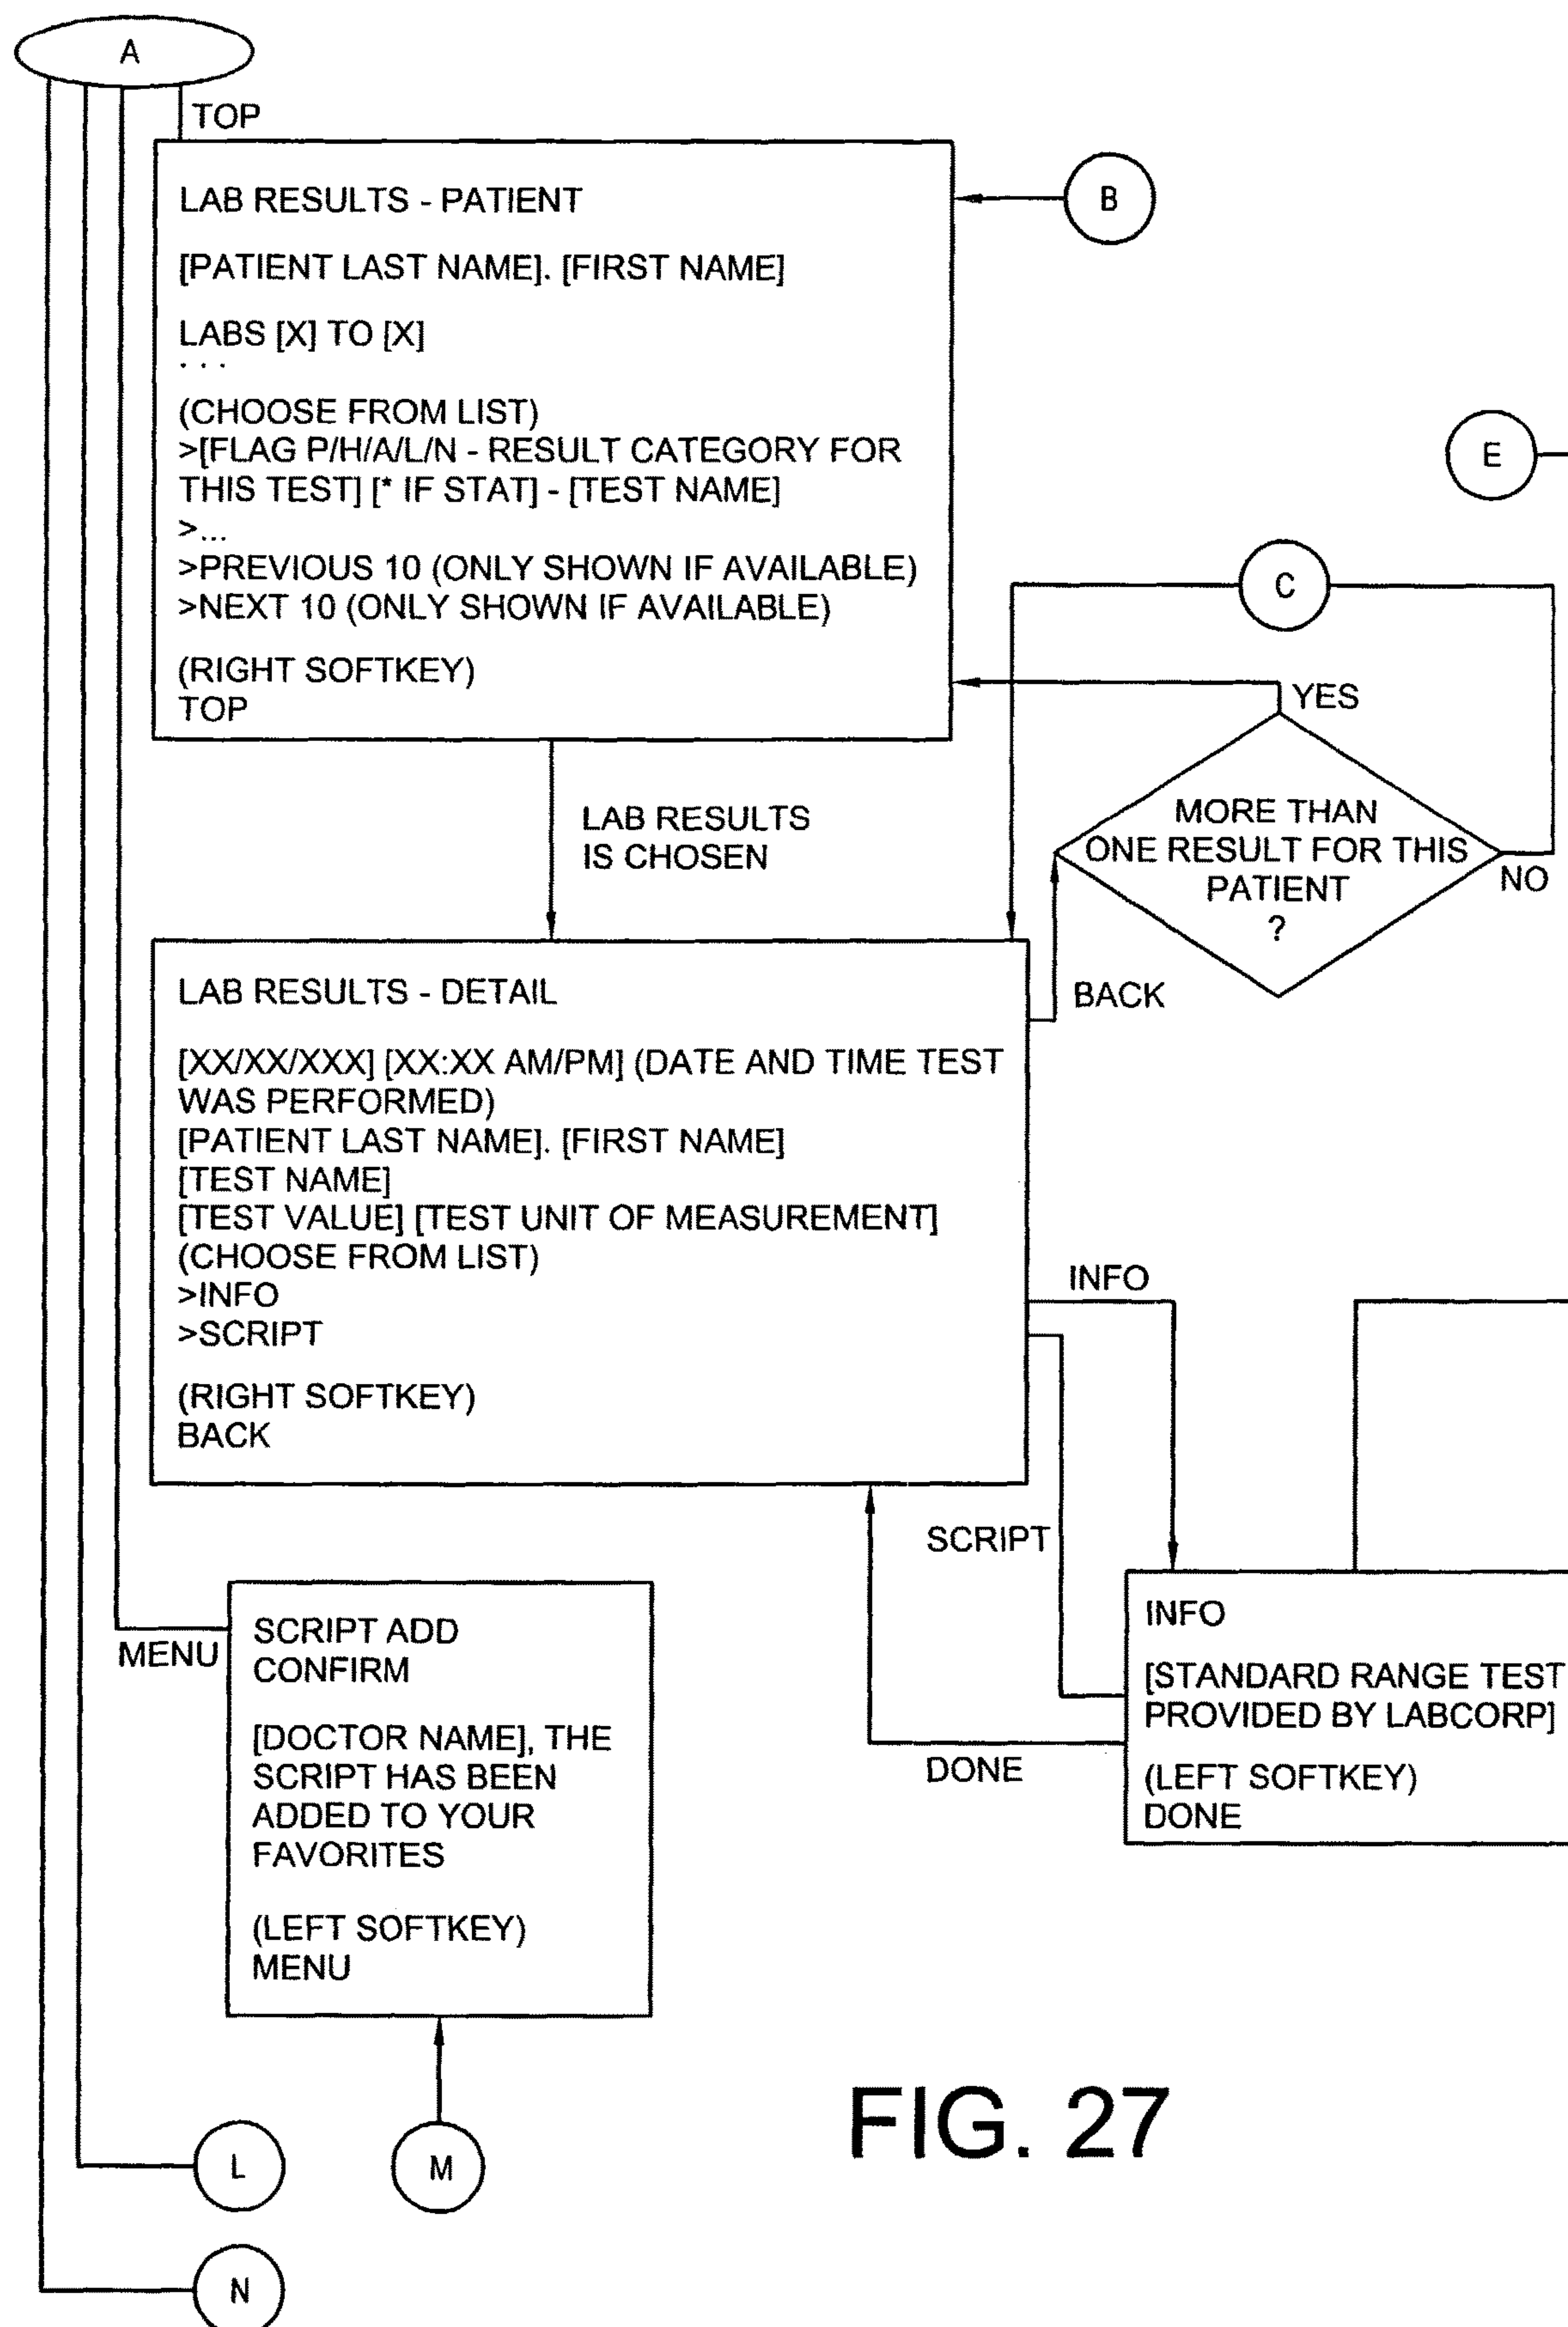 A
TOP
LAB RESULTS - PATIENT
[PATIENT LAST NAME]. [FIRST NAME]
LABS [X] TO [X]
. . .
(CHOOSE FROM LIST)
>[FLAG P/H/A/L/N - RESULT CATEGORY FOR
THIS TEST] [* IF STAT] - [TEST NAME]
>...
>PREVIOUS 10 (ONLY SHOWN IF AVAILABLE)
>NEXT 10 (ONLY SHOWN IF AVAILABLE)
(RIGHT SOFTKEY)
TOP
B
E
C
YES
MORE THAN
ONE RESULT FOR THIS
PATIENT
?
NO
LAB RESULTS
IS CHOSEN
BACK
LAB RESULTS - DETAIL
[XX/XX/XXX] [XX:XX AM/PM] (DATE AND TIME TEST
WAS PERFORMED)
[PATIENT LAST NAME]. [FIRST NAME]
[TEST NAME]
[TEST VALUE] [TEST UNIT OF MEASUREMENT]
(CHOOSE FROM LIST)
>INFO
>SCRIPT
(RIGHT SOFTKEY)
BACK
INFO
SCRIPT
DONE
INFO
[STANDARD RANGE TEST
PROVIDED BY LABCORP]
(LEFT SOFTKEY)
DONE
MENU
SCRIPT ADD
CONFIRM
[DOCTOR NAME], THE
SCRIPT HAS BEEN
ADDED TO YOUR
FAVORITES
(LEFT SOFTKEY)
MENU
L
M
N
FIG. 27